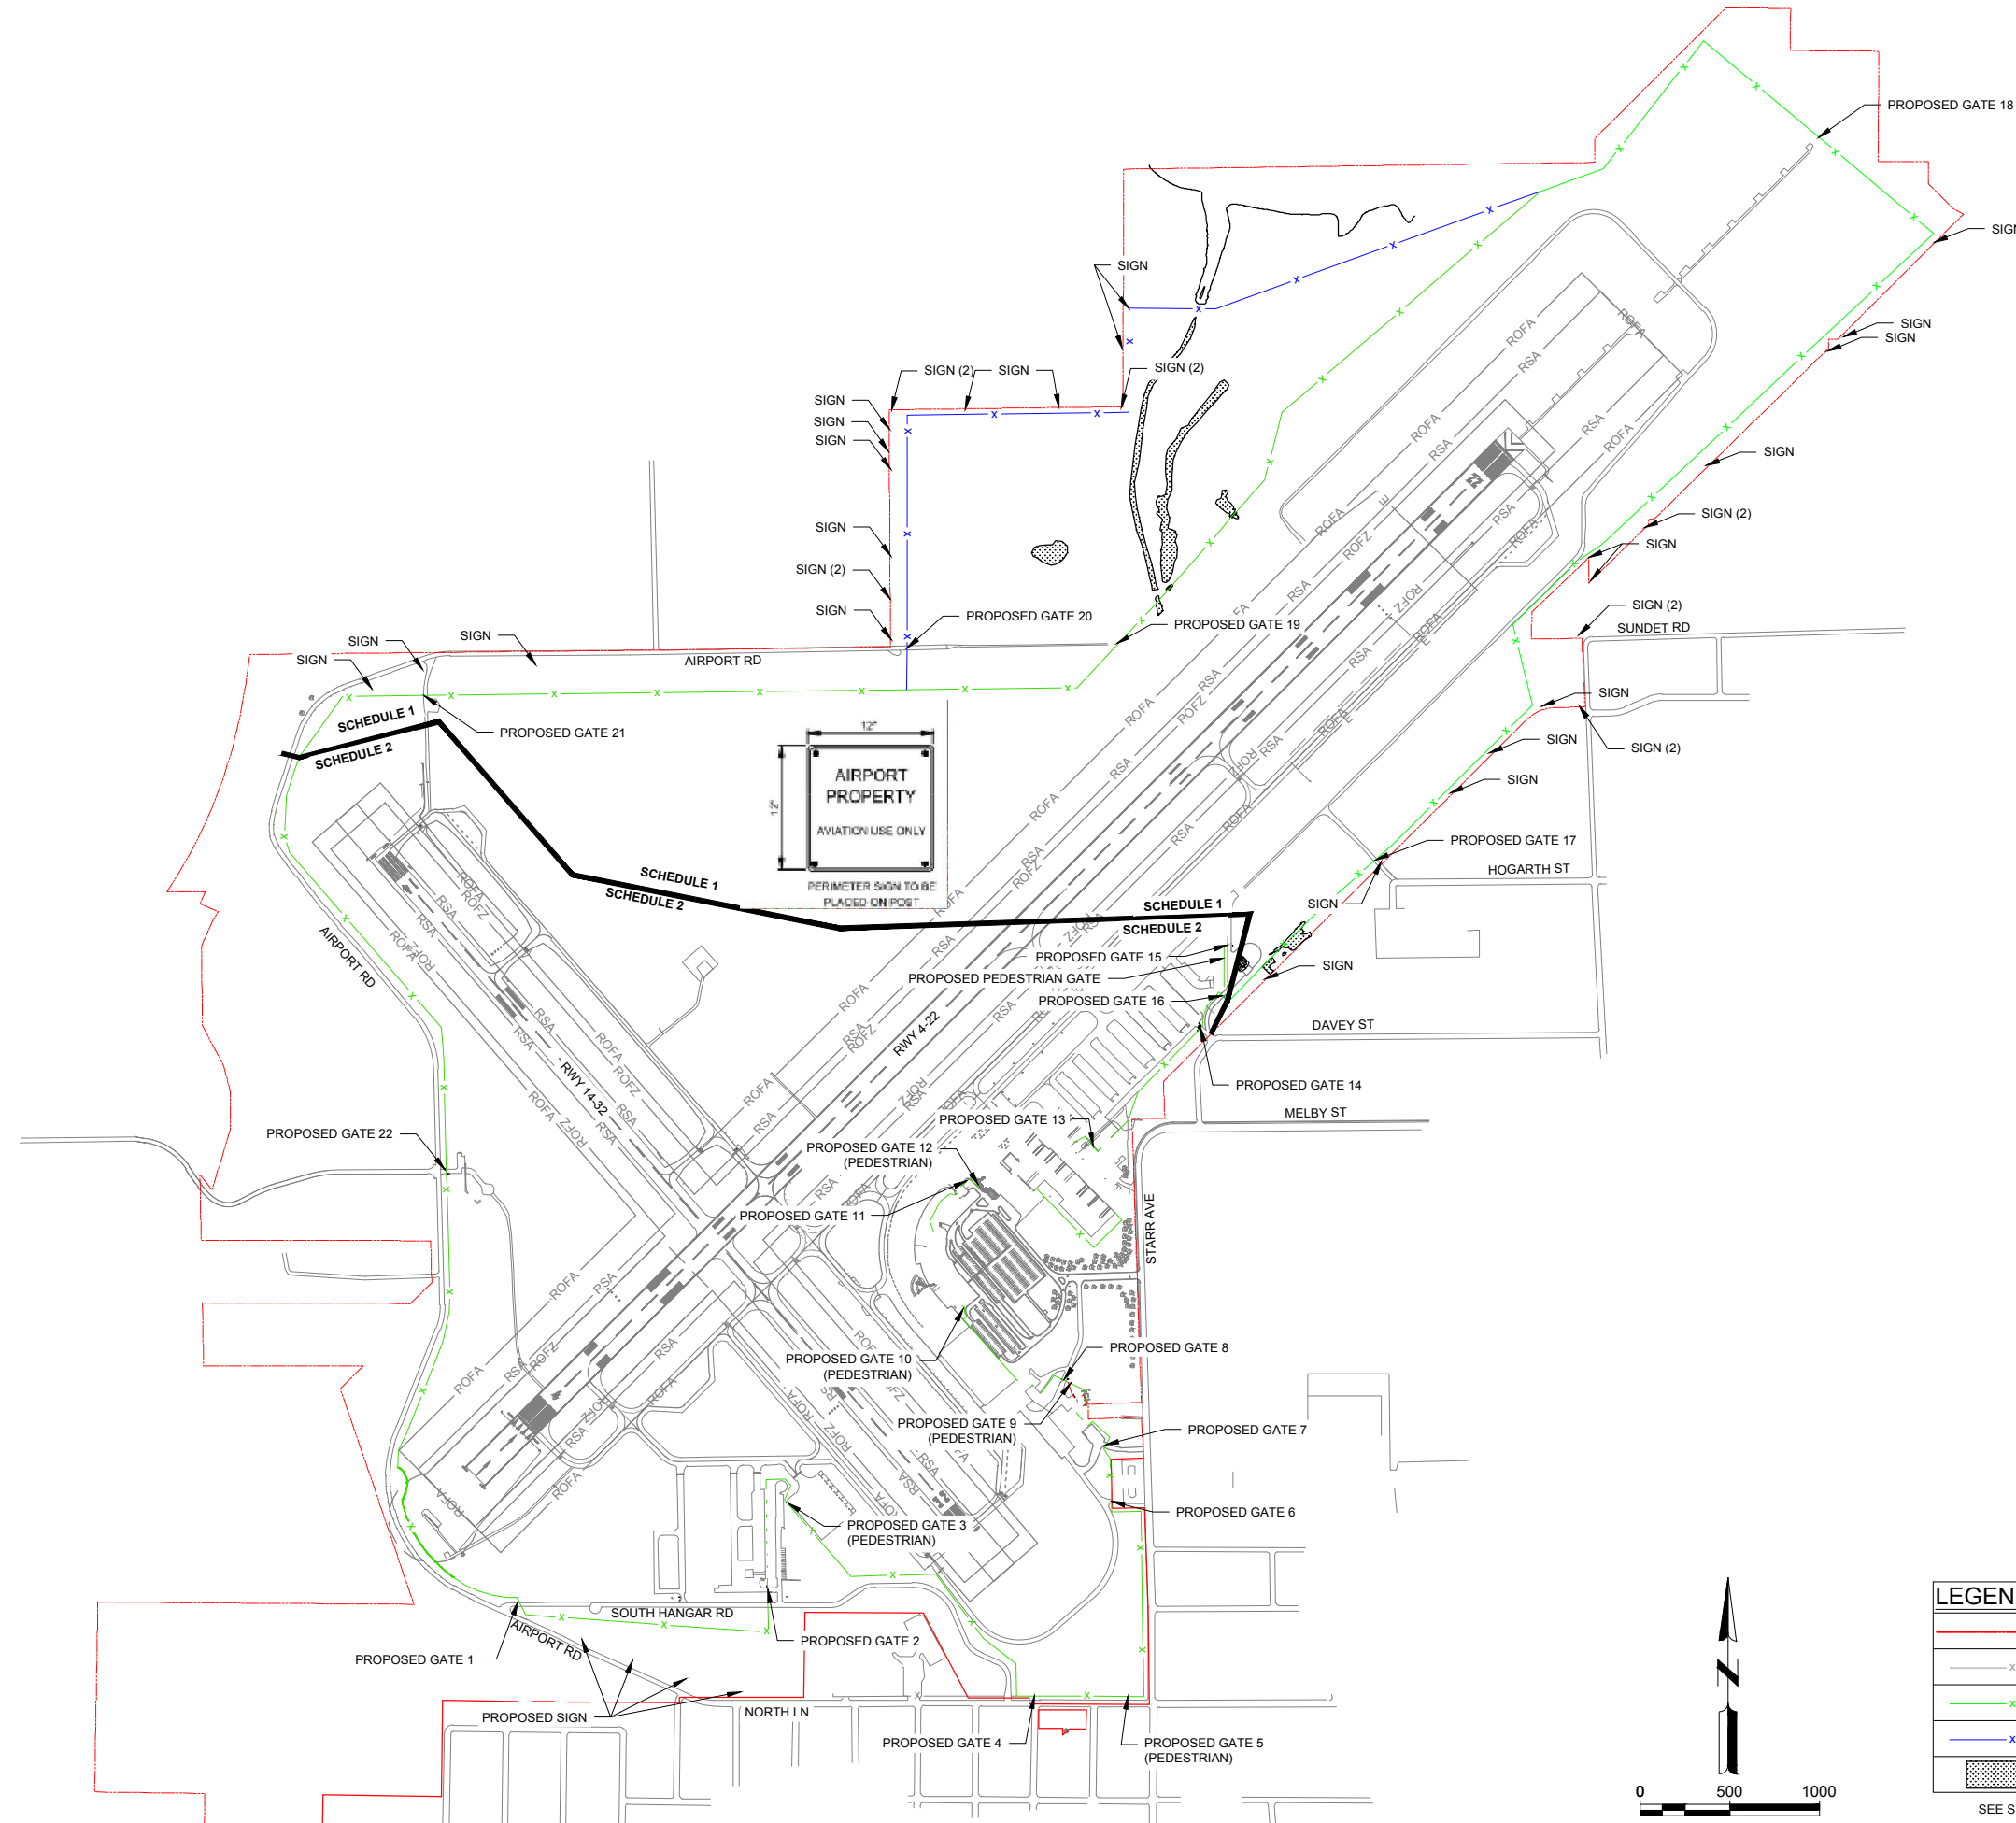 PROPOSED GATE 18
SIGN
SIGN
SIGN
SIGN (2)
SIGN
SIGN (2)
SIGN
SIGN
SIGN
SIGN
SIGN
SIGN
SIGN (2)
SIGN (2)
SIGN
SIGN
PROPOSED GATE 20
PROPOSED GATE 19
SIGN (2)
SUNDET RD
SIGN
SIGN
SIGN
AIRPORT RD
SIGN
SIGN (2)
SIGN
SIGN
PROPOSED GATE 21
SCHEDULE 1
SCHEDULE 2
12"
12"
AIRPORT
PROPERTY
AVIATION USE ONLY
PERIMETER SIGN TO BE
PLACED ON POST
PROPOSED GATE 17
HOGARTH ST
SIGN
SCHEDULE 1
SCHEDULE 2
SCHEDULE 1
SCHEDULE 2
AIRPORT RD
PROPOSED GATE 15
PROPOSED PEDESTRIAN GATE
SIGN
PROPOSED GATE 16
DAVEY ST
RWY 4-22
RWY 14-32
PROPOSED GATE 14
MELBY ST
PROPOSED GATE 13
PROPOSED GATE 22
PROPOSED GATE 12
(PEDESTRIAN)
PROPOSED GATE 11
STARR AVE
PROPOSED GATE 8
PROPOSED GATE 10
(PEDESTRIAN)
PROPOSED GATE 9
(PEDESTRIAN)
PROPOSED GATE 7
PROPOSED GATE 6
PROPOSED GATE 3
(PEDESTRIAN)
SOUTH HANGAR RD
AIRPORT RD
PROPOSED GATE 2
PROPOSED GATE 1
PROPOSED SIGN
NORTH LN
PROPOSED GATE 4
PROPOSED GATE 5
(PEDESTRIAN)
ROFA
RSA
ROFZ
22
N
0 500 1000
LEGEN
SEE S